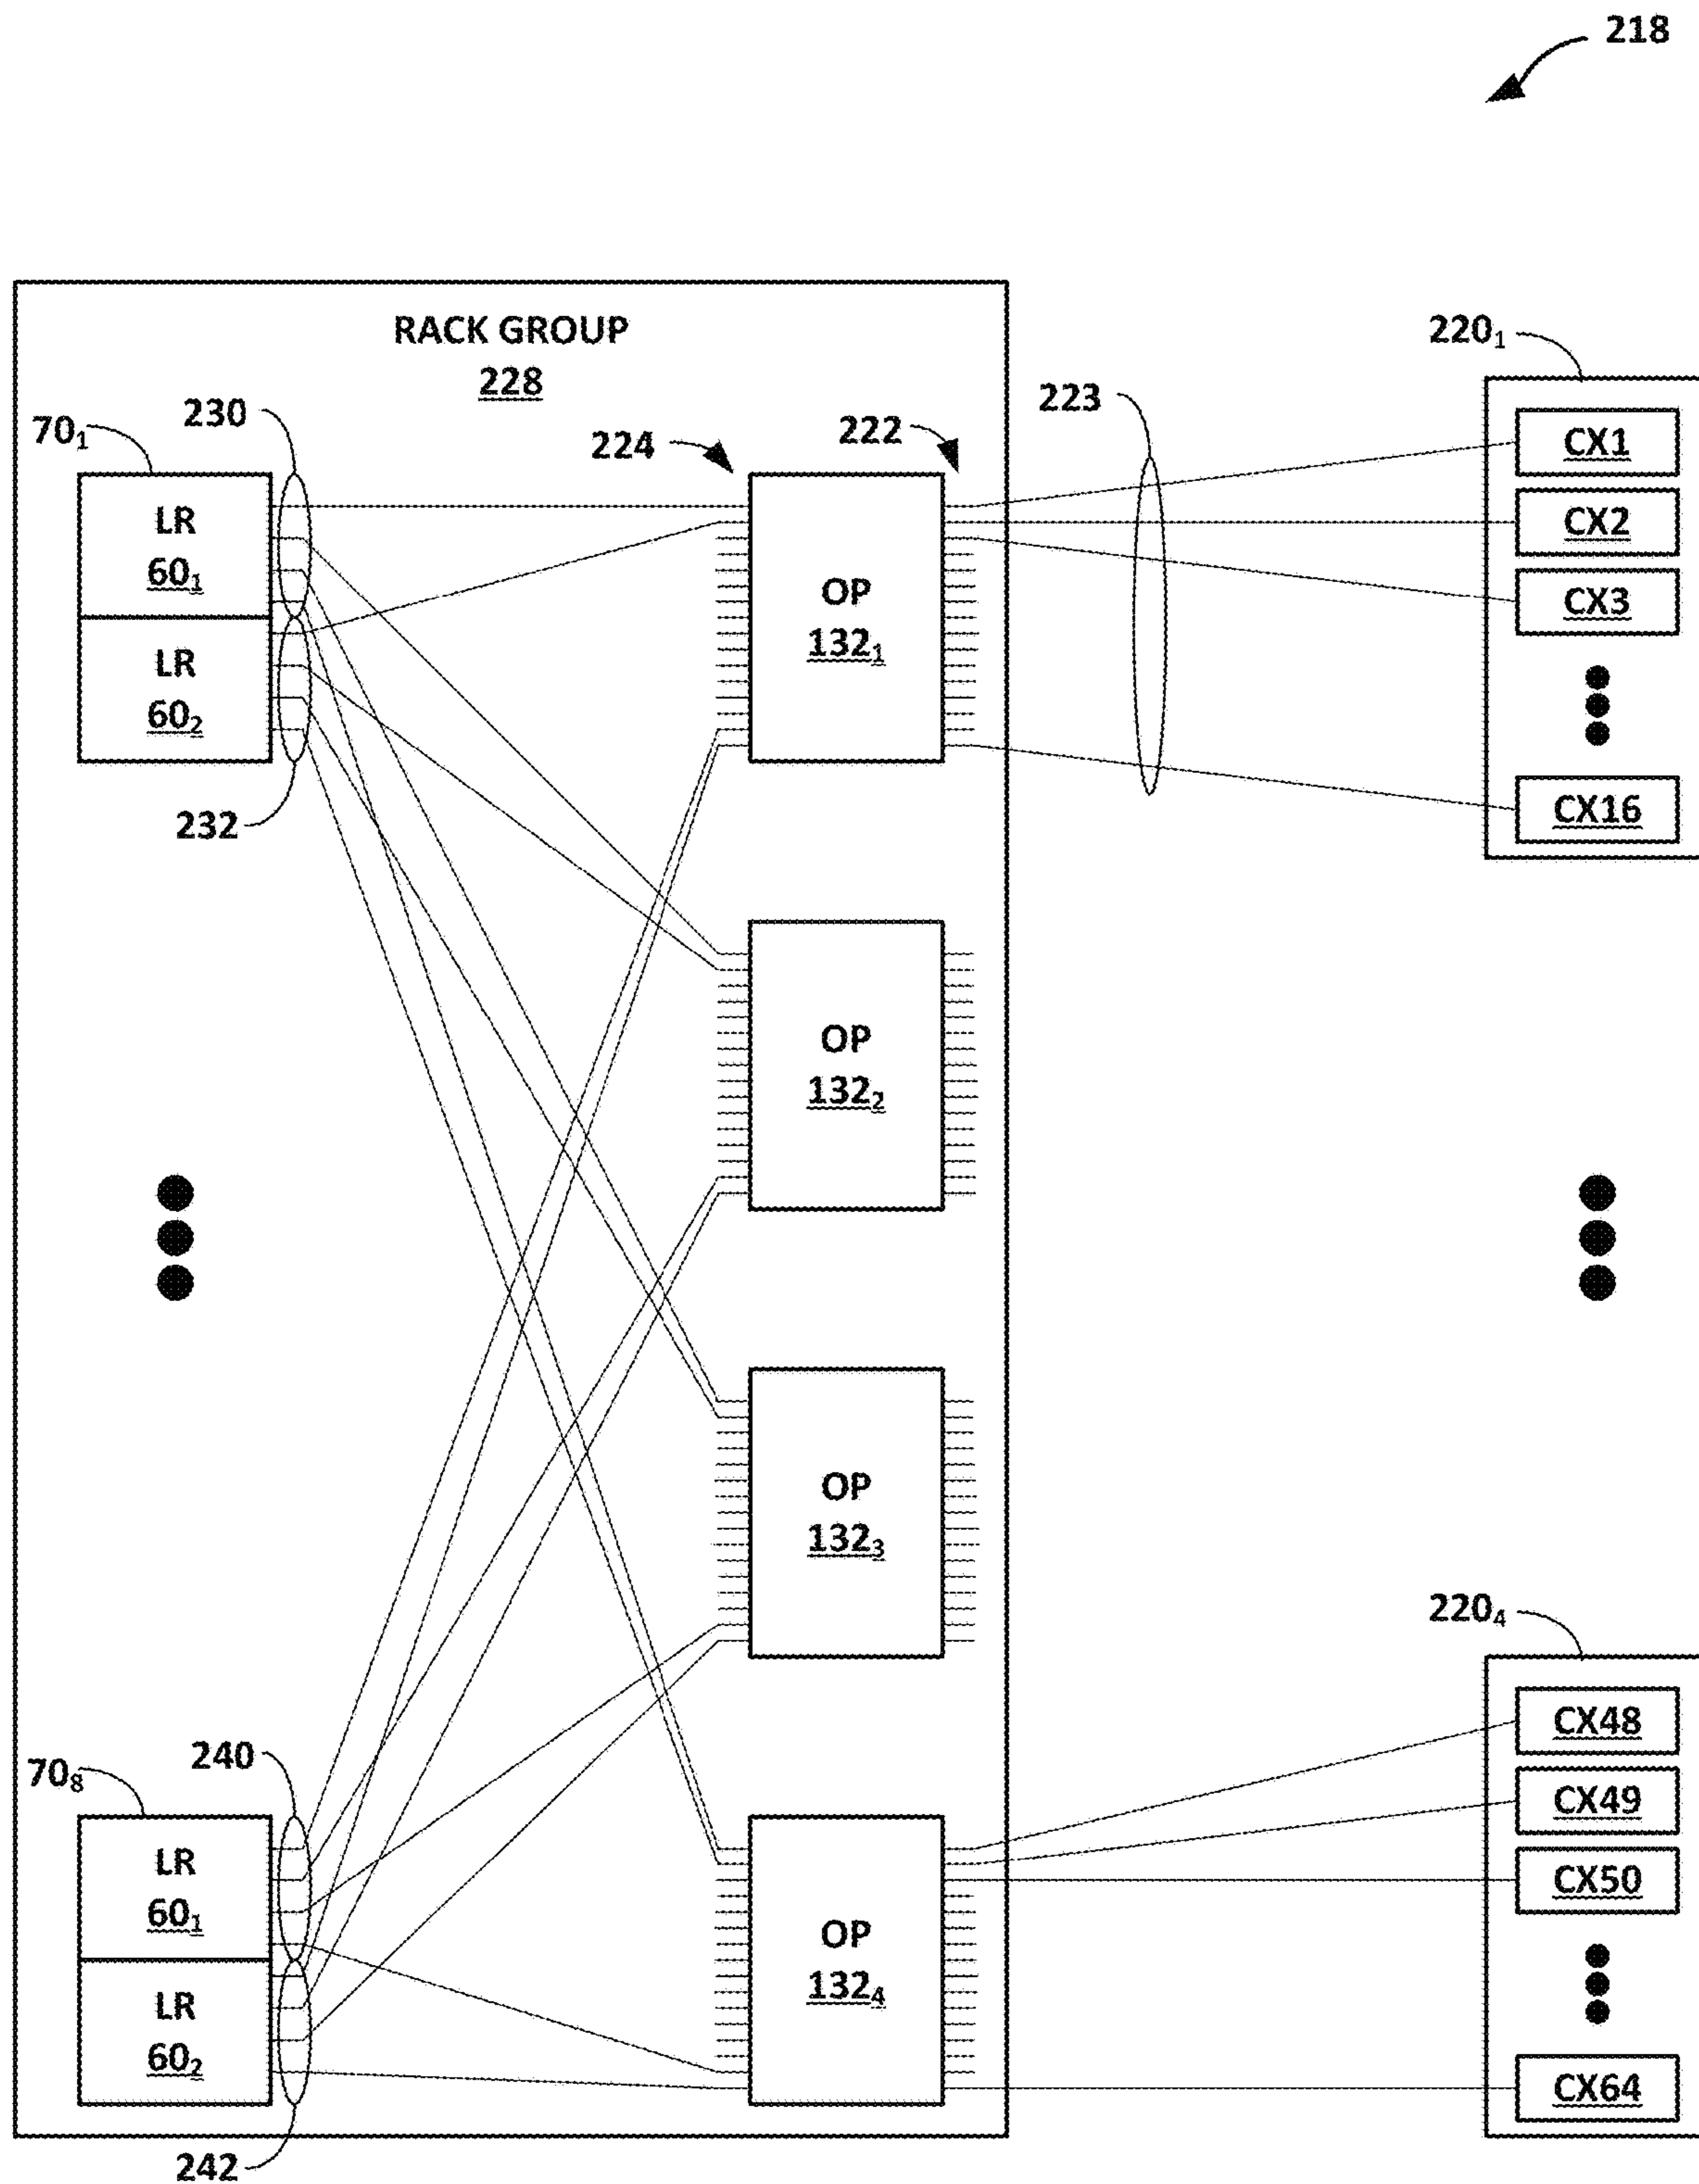 218
RACK GROUP
228
230
70₁
224
222
223
220₁
LR
60₁
LR
60₂
232
OP
132₁
CX1
CX2
CX3
CX16
OP
132₂
OP
132₃
220₄
240
70₈
LR
60₁
LR
60₂
242
OP
132₄
CX48
CX49
CX50
CX64